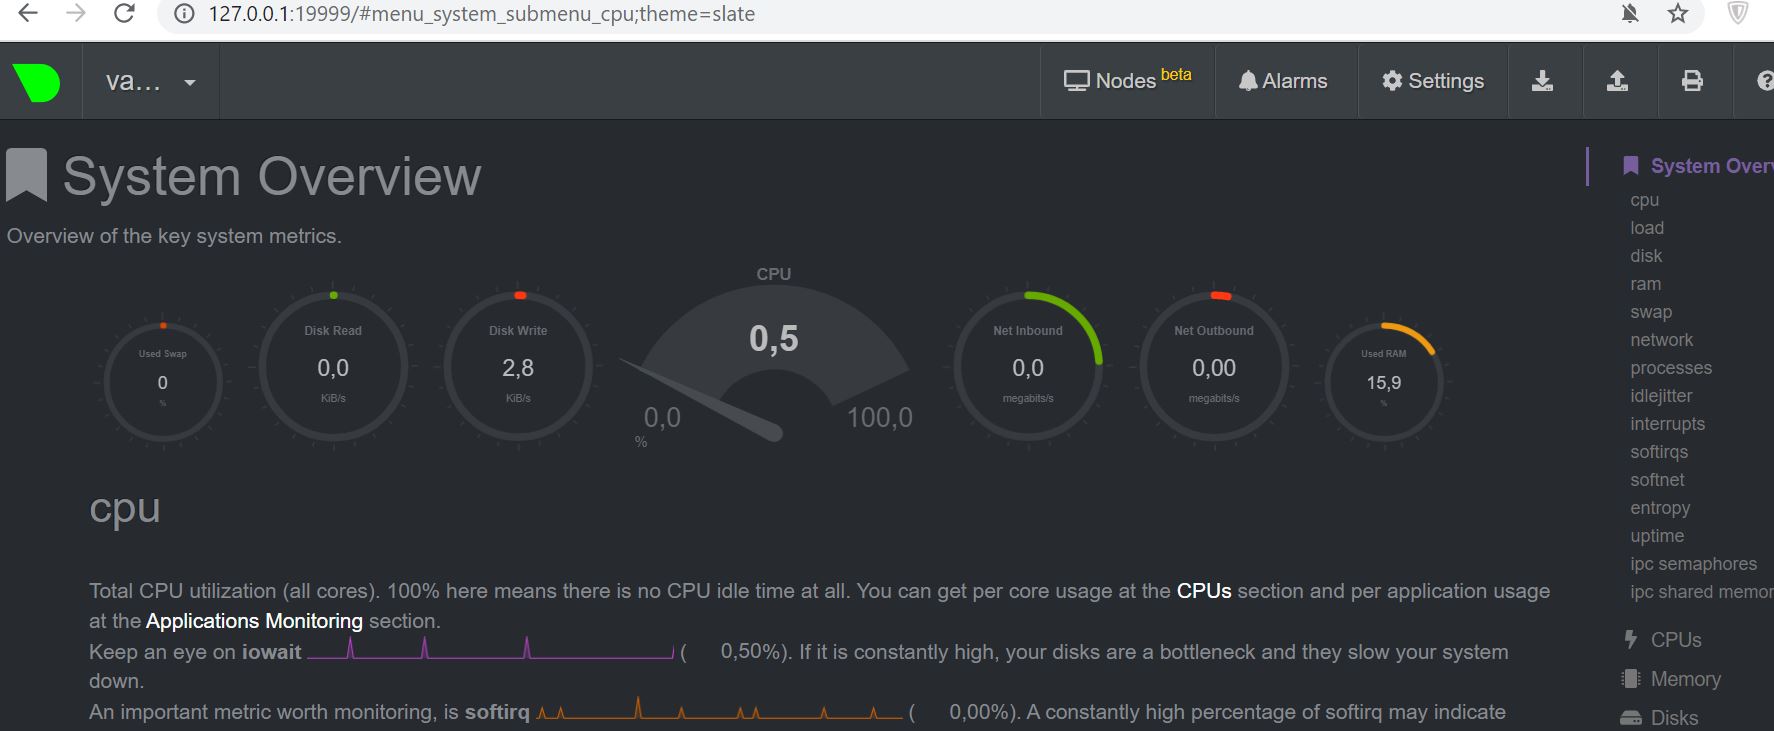 127.0.0.1:19999/#menu_system_submenu_cpu;theme=slate
va...
Nodes beta
Alarms
Settings
System Overview
Overview of the key system metrics.
Used Swap
0
%
Disk Read
0,0
KiB/s
Disk Write
2,8
KiB/s
CPU
0,5
0,0
100,0
%
Net Inbound
0,0
megabits/s
Net Outbound
0,00
megabits/s
Used RAM
15,9
%
cpu
Total CPU utilization (all cores). 100% here means there is no CPU idle time at all. You can get per core usage at the CPUs section and per application usage
at the Applications Monitoring section.
Keep an eye on iowait ( 0,50%). If it is constantly high, your disks are a bottleneck and they slow your system
down.
An important metric worth monitoring, is softirq ( 0,00%). A constantly high percentage of softirq may indicate
System Over
cpu
load
disk
ram
swap
network
processes
idlejitter
interrupts
softirqs
softnet
entropy
uptime
ipc semaphores
ipc shared memor
CPUs
Memory
Disks